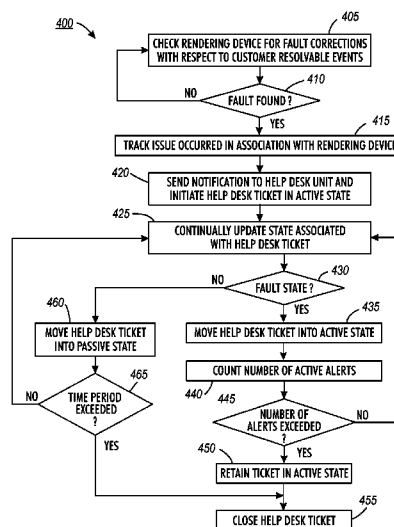 400
405
CHECK RENDERING DEVICE FOR FAULT CORRECTIONS
WITH RESPECT TO CUSTOMER RESOLVABLE EVENTS
410
NO
FAULT FOUND ?
YES
415
TRACK ISSUE OCCURRED IN ASSOCIATION WITH RENDERING DEVICE
420
SEND NOTIFICATION TO HELP DESK UNIT AND
INITIATE HELP DESK TICKET IN ACTIVE STATE
425
CONTINUALLY UPDATE STATE ASSOCIATED
WITH HELP DESK TICKET
430
NO
FAULT STATE ?
YES
460
435
MOVE HELP DESK TICKET
INTO PASSIVE STATE
MOVE HELP DESK TICKET INTO ACTIVE STATE
465
COUNT NUMBER OF ACTIVE ALERTS
440
445
NO
TIME PERIOD
EXCEEDED
?
YES
NUMBER OF
ALERTS EXCEEDED
?
NO
YES
450
RETAIN TICKET IN ACTIVE STATE
455
CLOSE HELP DESK TICKET